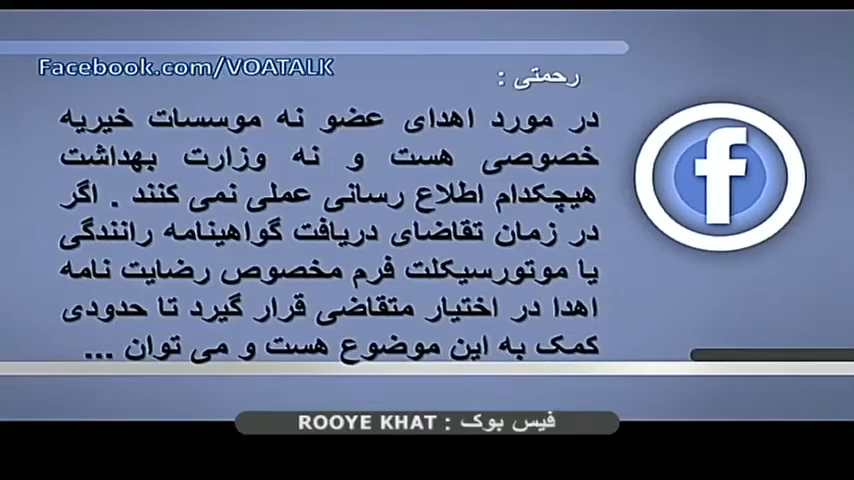 Facebook.com/VOATALK
رحمتی :
در مورد اهدای عضو نه موسسات خیریه
خصوصی هست و نه وزارت بهداشت
هیچکدام اطلاع رسانی عملی نمی کنند . اگر
در زمان تقاضای دریافت گواهینامه رانندگی
یا موتورسیکلت فرم مخصوص رضایت نامه
اهدا در اختیار متقاضی قرار گیرد تا حدودی
کمک به این موضوع هست و می توان ...
فیس بوک : ROOYE KHAT